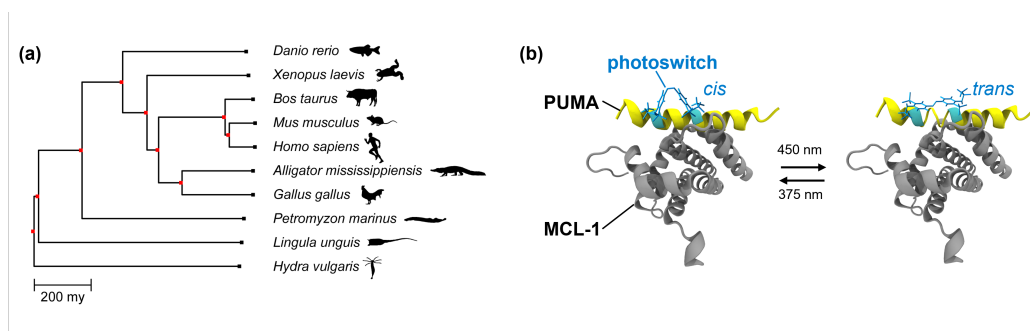 (a)
Danio rerio
Xenopus laevis
Bos taurus
Mus musculus
Homo sapiens
Alligator mississippiensis
Gallus gallus
Petromyzon marinus
Lingula unguis
Hydra vulgaris
200 my
(b)
photoswitch
cis
PUMA
MCL-1
450 nm
375 nm
trans